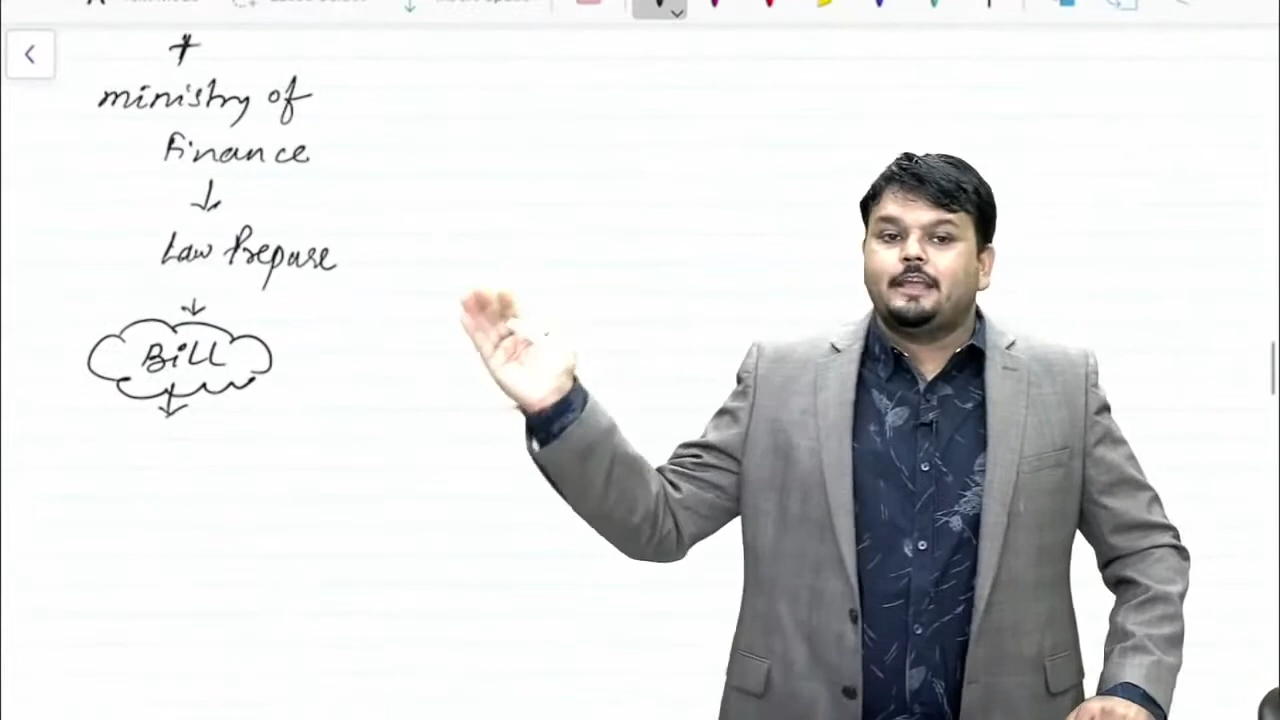 +
ministry of
Finance
↓
Law Prepare
↓
Bill
↓